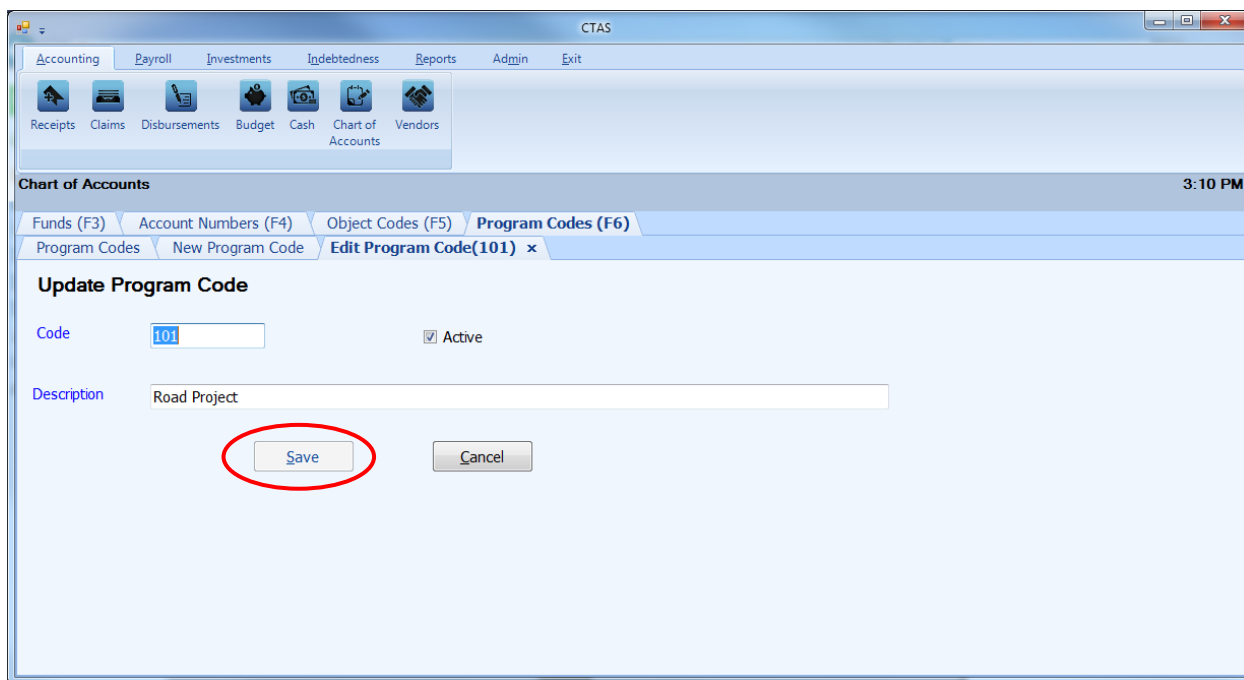 CTAS
Accounting Payroll Investments Indebtedness Reports Admin Exit
Receipts Claims Disbursements Budget Cash Chart of Accounts Vendors
Chart of Accounts 3:10 PM
Funds (F3) Account Numbers (F4) Object Codes (F5) Program Codes (F6)
Program Codes New Program Code Edit Program Code(101) x
Update Program Code
Code 101 Active
Description Road Project
Save Cancel